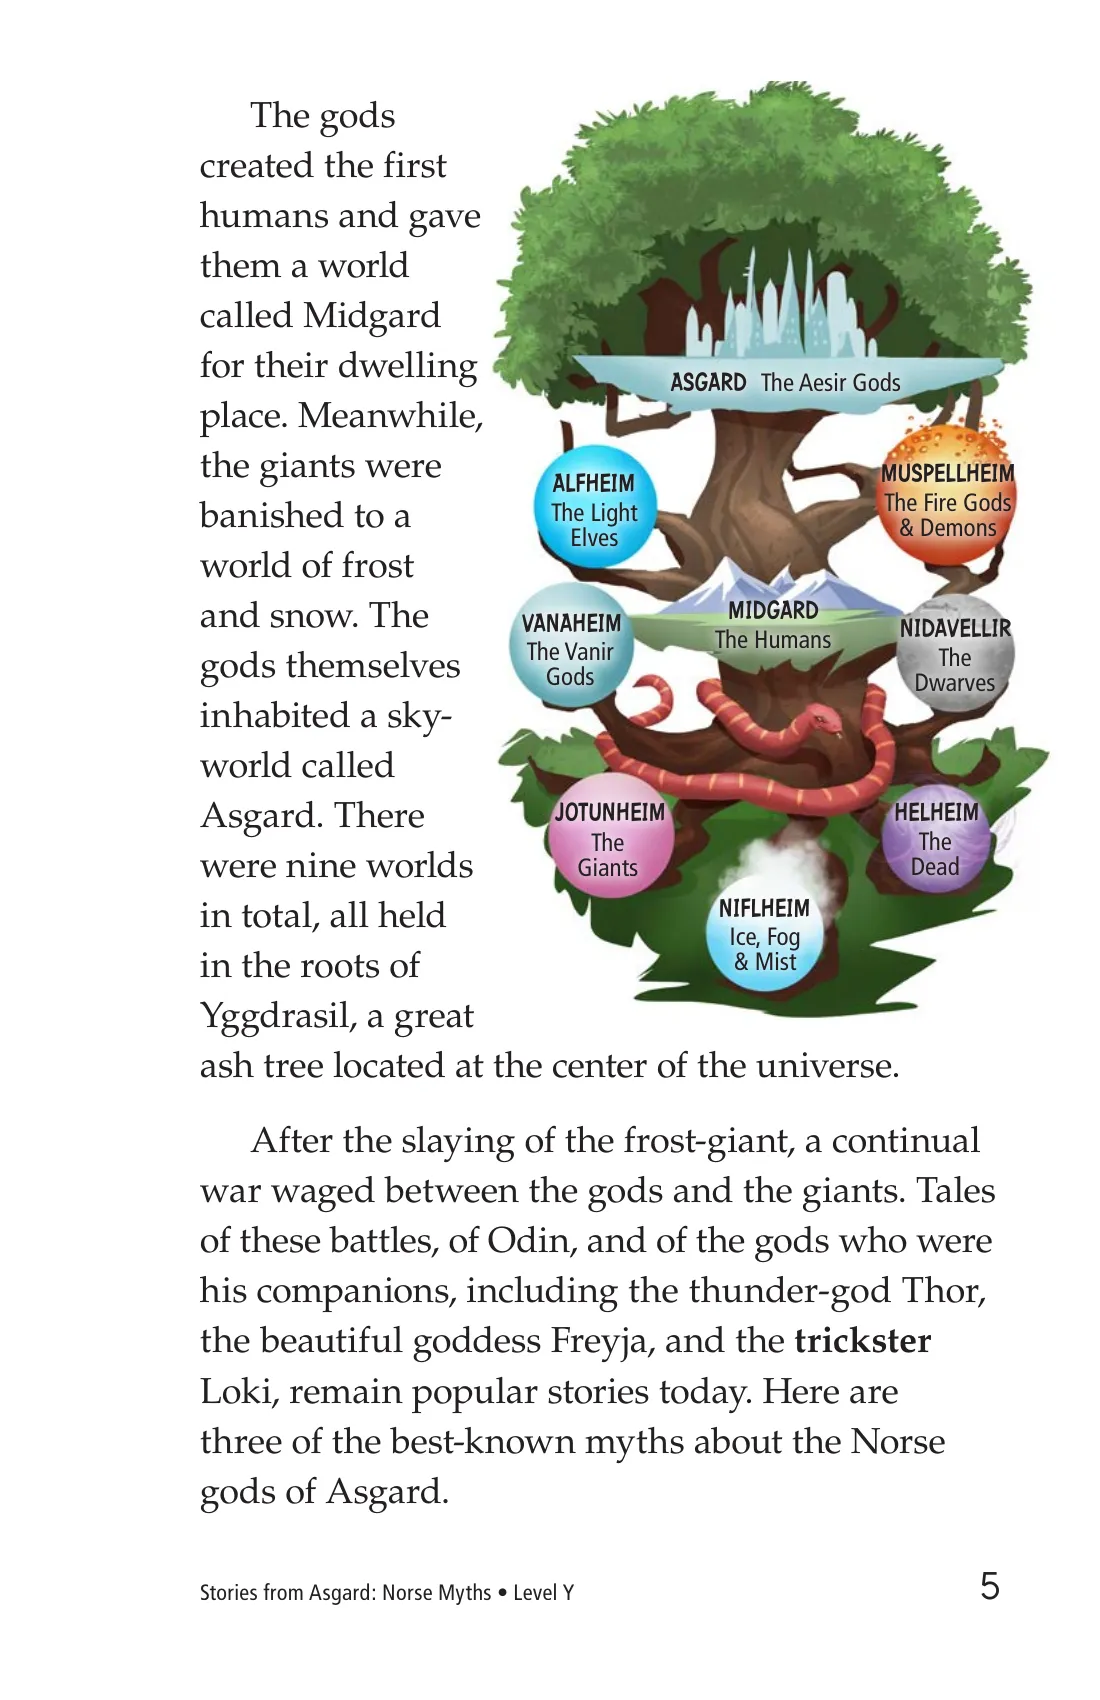 The gods
created the first
humans and gave
them a world
called Midgard
for their dwelling
place. Meanwhile,
the giants were
banished to a
world of frost
and snow. The
gods themselves
inhabited a sky-
world called
Asgard. There
were nine worlds
in total, all held
in the roots of
Yggdrasil, a great
ash tree located at the center of the universe.
ASGARD The Aesir Gods
ALFHEIM
The Light
Elves
MUSPELLHEIM
The Fire Gods
& Demons
VANAHEIM
The Vanir
Gods
MIDGARD
The Humans
NIDAVELLIR
The
Dwarves
JOTUNHEIM
The
Giants
HELHEIM
The
Dead
NIFLHEIM
Ice, Fog
& Mist
After the slaying of the frost-giant, a continual
war waged between the gods and the giants. Tales
of these battles, of Odin, and of the gods who were
his companions, including the thunder-god Thor,
the beautiful goddess Freyja, and the trickster
Loki, remain popular stories today. Here are
three of the best-known myths about the Norse
gods of Asgard.
Stories from Asgard: Norse Myths • Level Y
5